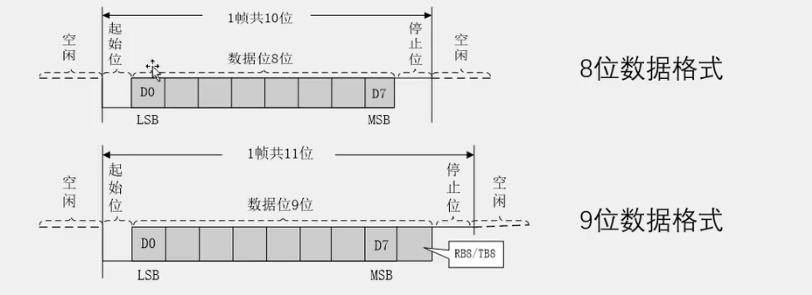 1帧共10位
空闲
起始位
数据位8位
停止位
空闲
D0
D7
LSB
MSB
8位数据格式
1帧共11位
空闲
起始位
数据位9位
停止位
空闲
D0
D7
RB8/TB8
LSB
MSB
9位数据格式